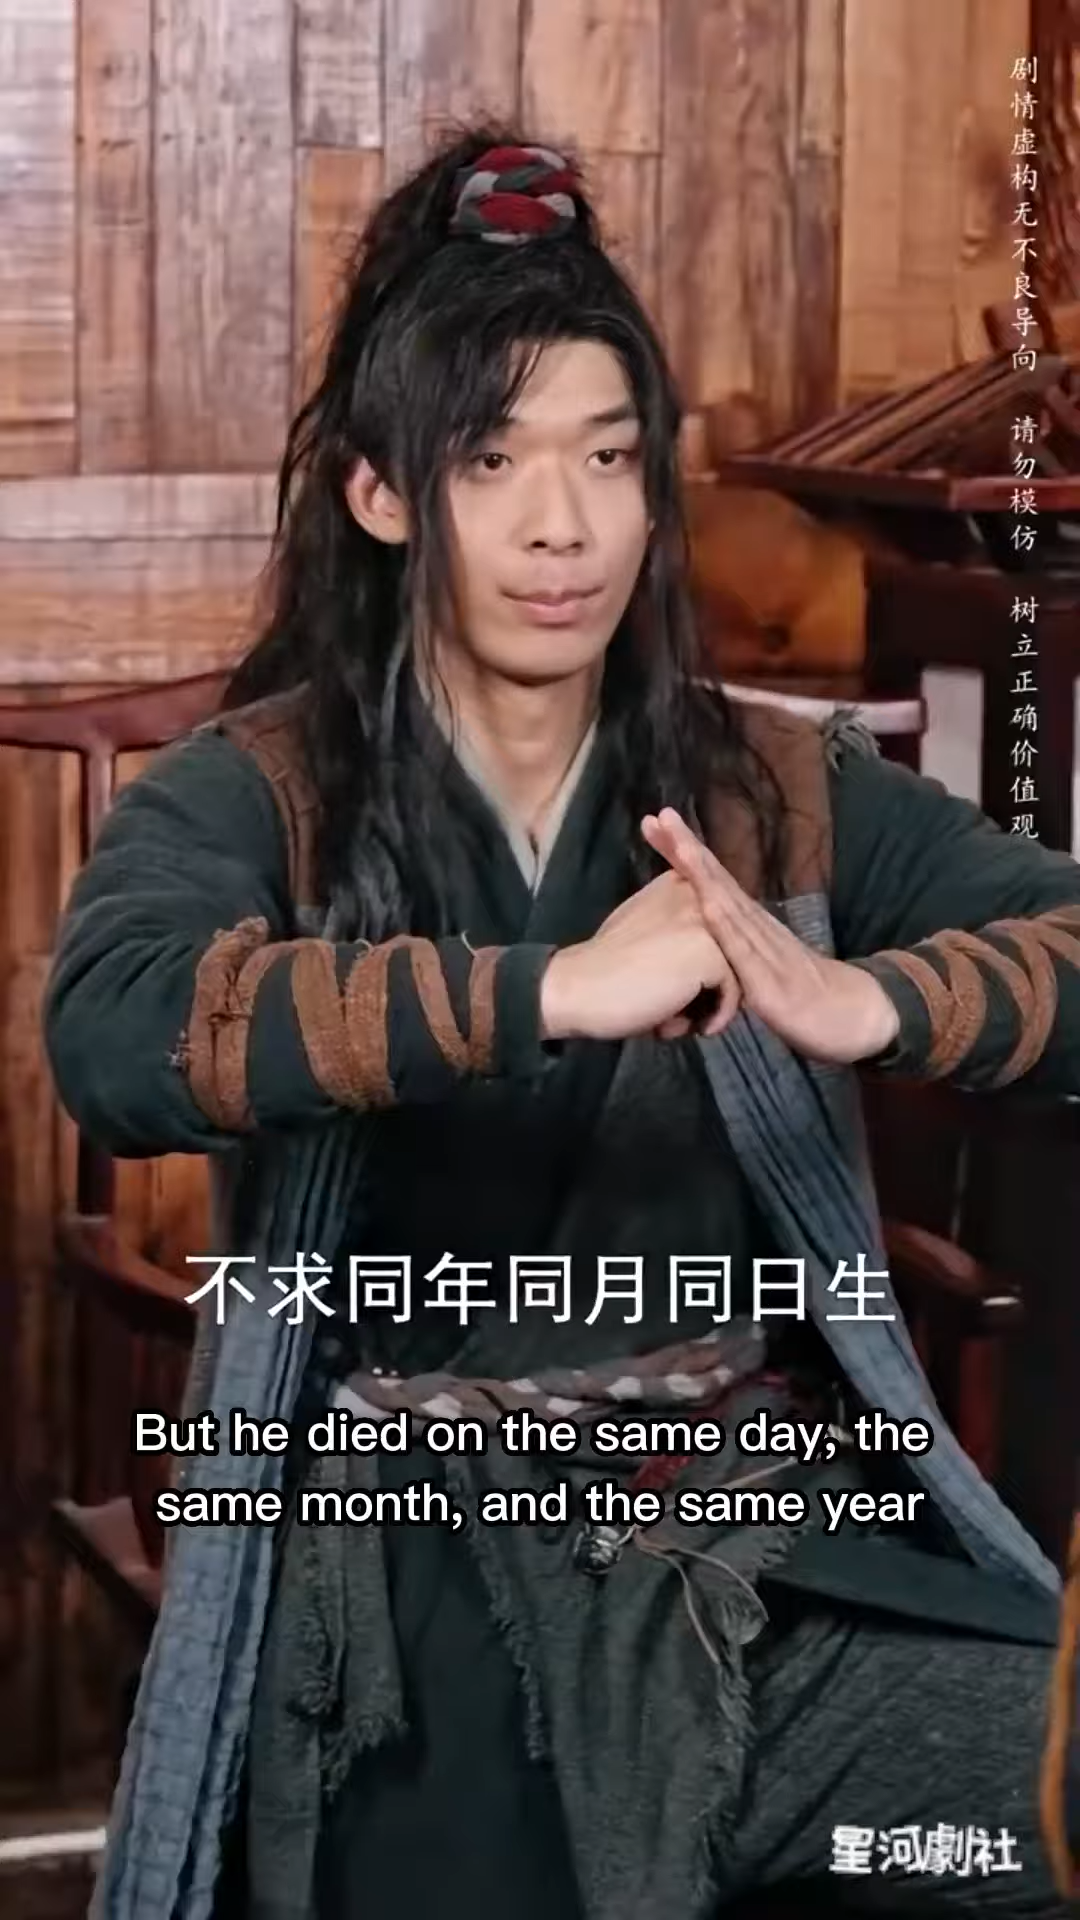 剧情虚构无不良导向 请勿模仿 树立正确价值观
不求同年同月同日生
But he died on the same day, the
same month, and the same year
星河劇社